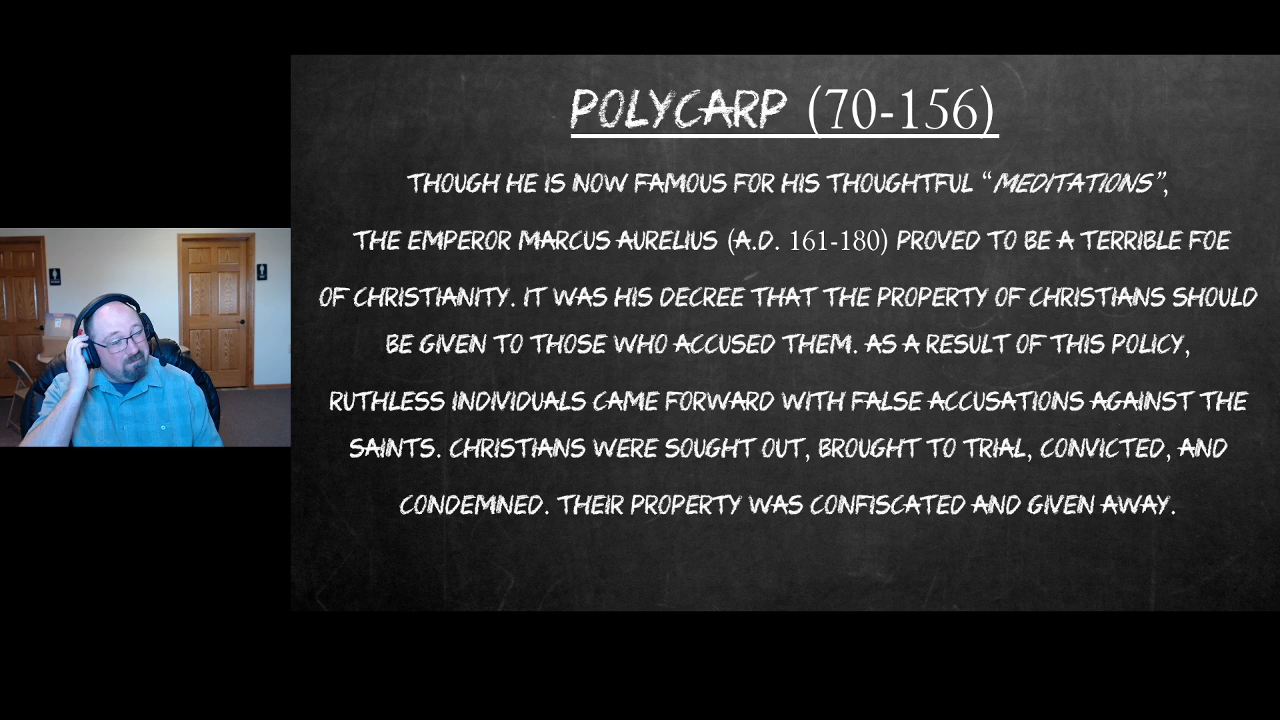 POLYCARP (70-156)
THOUGH HE IS NOW FAMOUS FOR HIS THOUGHTFUL “MEDITATIONS”,
THE EMPEROR MARCUS AURELIUS (A.D. 161-180) PROVED TO BE A TERRIBLE FOE
OF CHRISTIANITY. IT WAS HIS DECREE THAT THE PROPERTY OF CHRISTIANS SHOULD
BE GIVEN TO THOSE WHO ACCUSED THEM. AS A RESULT OF THIS POLICY,
RUTHLESS INDIVIDUALS CAME FORWARD WITH FALSE ACCUSATIONS AGAINST THE
SAINTS. CHRISTIANS WERE SOUGHT OUT, BROUGHT TO TRIAL, CONVICTED, AND
CONDEMNED. THEIR PROPERTY WAS CONFISCATED AND GIVEN AWAY.